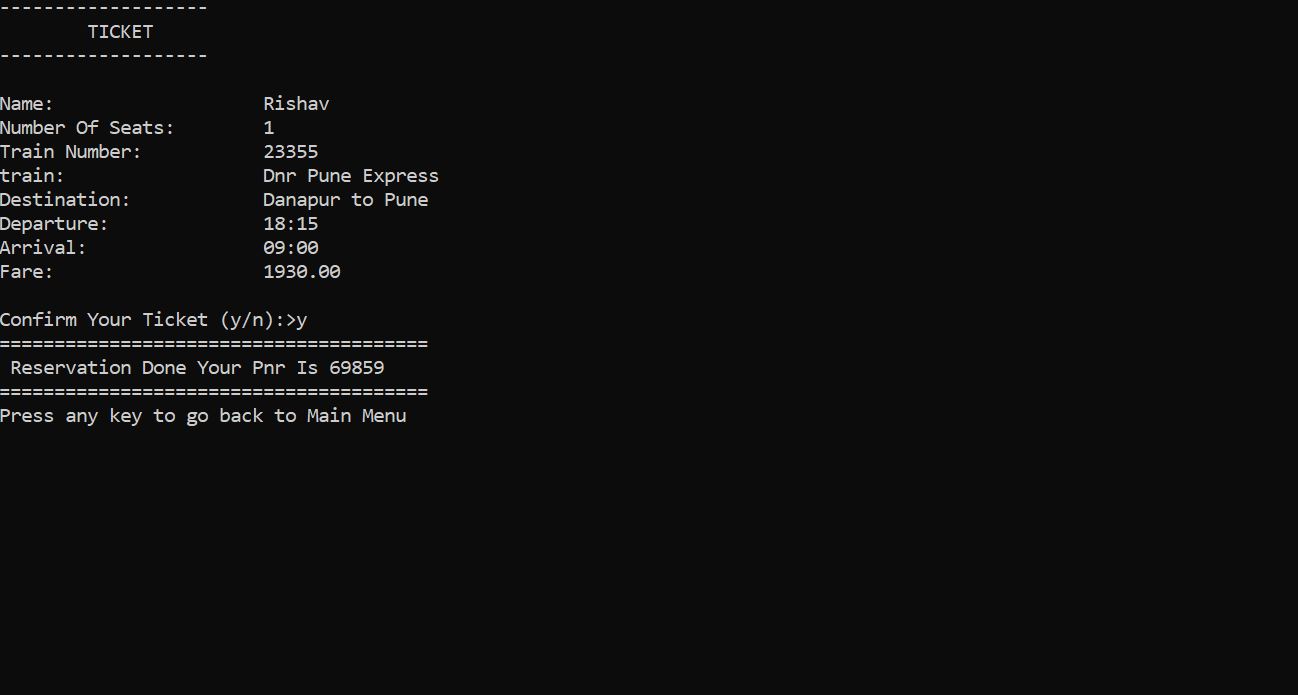 -------------------
TICKET
-------------------
Name: Rishav
Number Of Seats: 1
Train Number: 23355
train: Dnr Pune Express
Destination: Danapur to Pune
Departure: 18:15
Arrival: 09:00
Fare: 1930.00
Confirm Your Ticket (y/n):>y
=======================================
Reservation Done Your Pnr Is 69859
=======================================
Press any key to go back to Main Menu